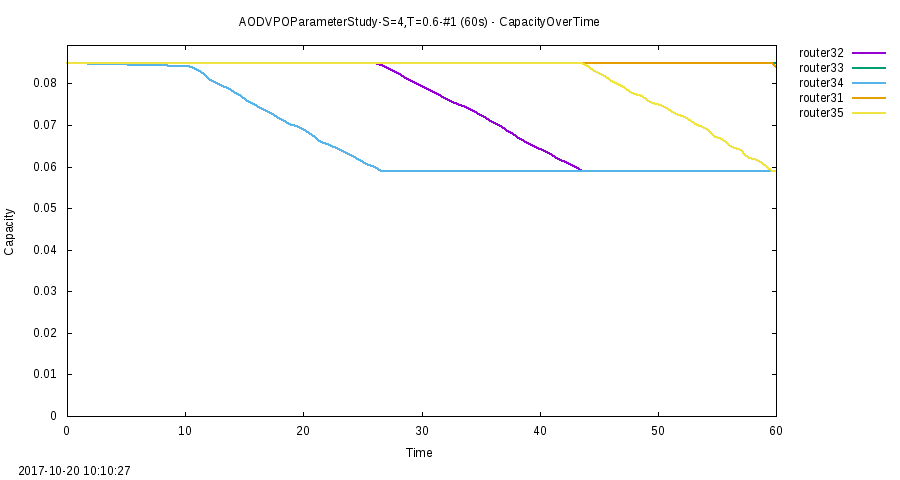 AODVPOParameterStudy-S=4,T=0.6-#1 (60s) - CapacityOverTime
router32
router33
router34
router31
router35
0.08
0.07
0.06
0.05
0.04
0.03
0.02
0.01
0
Capacity
0 10 20 30 40 50 60
Time
2017-10-20 10:10:27